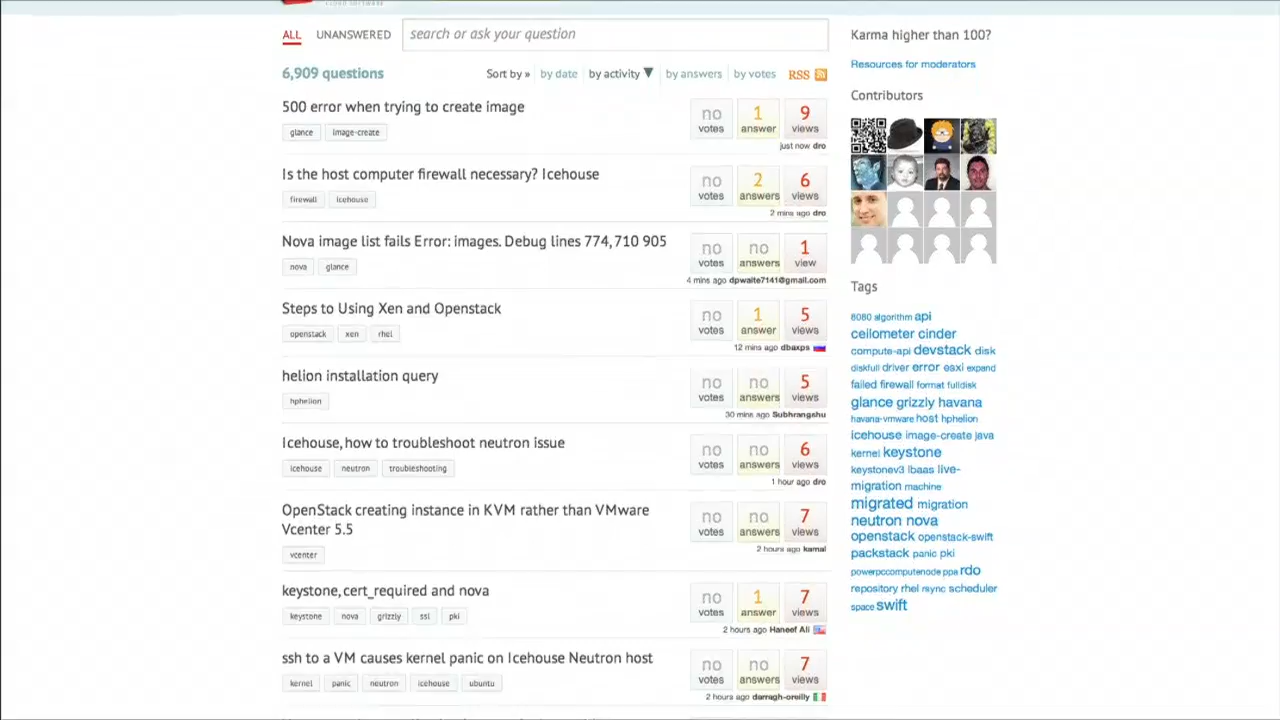 CLOUD SOFTWARE
ALL UNANSWERED search or ask your question
6,909 questions Sort by » by date by activity ▼ by answers by votes RSS
500 error when trying to create image
glance image-create
no votes 1 answer 9 views
just now dro
Is the host computer firewall necessary? Icehouse
firewall icehouse
no votes 2 answers 6 views
2 mins ago dro
Nova image list fails Error: images. Debug lines 774,710 905
nova glance
no votes no answers 1 view
4 mins ago dpwaite7141@gmail.com
Steps to Using Xen and Openstack
openstack xen rhel
no votes 1 answer 5 views
12 mins ago dbaxps
helion installation query
hphelion
no votes no answers 5 views
30 mins ago Subhrangshu
Icehouse, how to troubleshoot neutron issue
icehouse neutron troubleshooting
no votes no answers 6 views
1 hour ago dro
OpenStack creating instance in KVM rather than VMware
Vcenter 5.5
vcenter
no votes no answers 7 views
2 hours ago kamal
keystone, cert_required and nova
keystone nova grizzly ssl pki
no votes 1 answer 7 views
2 hours ago Haneef Ali
ssh to a VM causes kernel panic on Icehouse Neutron host
kernel panic neutron icehouse ubuntu
no votes no answers 7 views
2 hours ago darragh-oreilly
Karma higher than 100?
Resources for moderators
Contributors
Tags
8080 algorithm api
ceilometer cinder
compute-api devstack disk
diskfull driver error esxi expand
failed firewall format fulldisk
glance grizzly havana
havana-vmware host hphelion
icehouse image-create java
kernel keystone
keystonev3 lbaas live-
migration machine
migrated migration
neutron nova
openstack openstack-swift
packstack panic pki
powerpccomputenode ppa rdo
repository rhel rsync scheduler
space swift